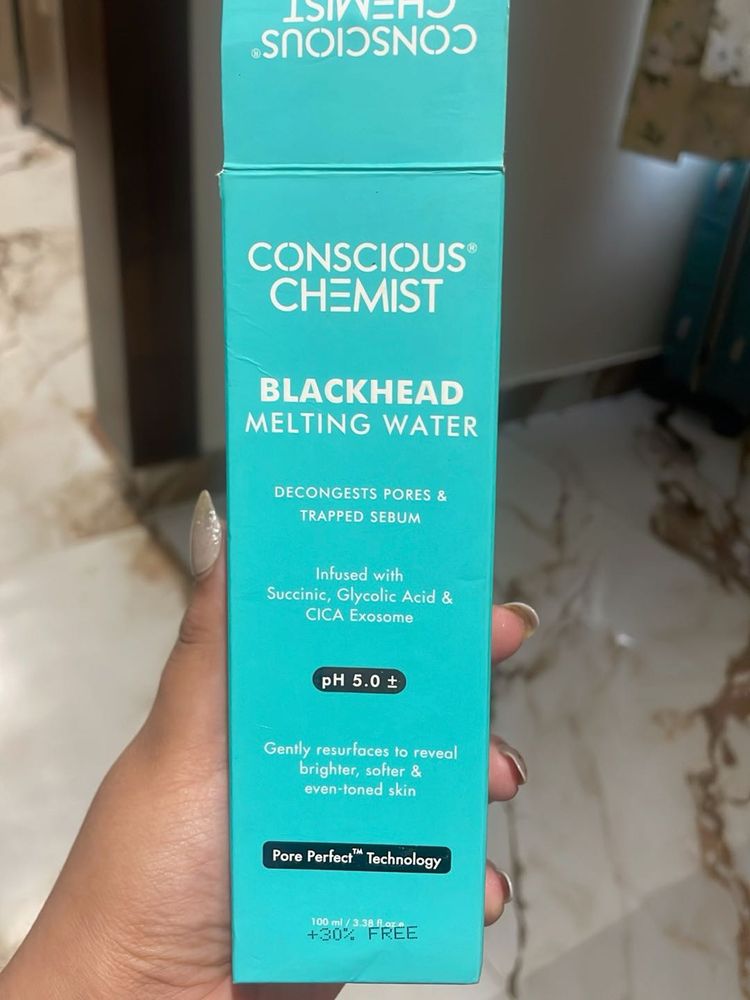 CONSCIOUS®
CHEMIST
CONSCIOUS®
CHEMIST
BLACKHEAD
MELTING WATER
DECONGESTS PORES &
TRAPPED SEBUM
Infused with
Succinic, Glycolic Acid &
CICA Exosome
pH 5.0 ±
Gently resurfaces to reveal
brighter, softer &
even-toned skin
Pore Perfect™ Technology
100 ml / 3.38 fl.oz e
+30% FREE